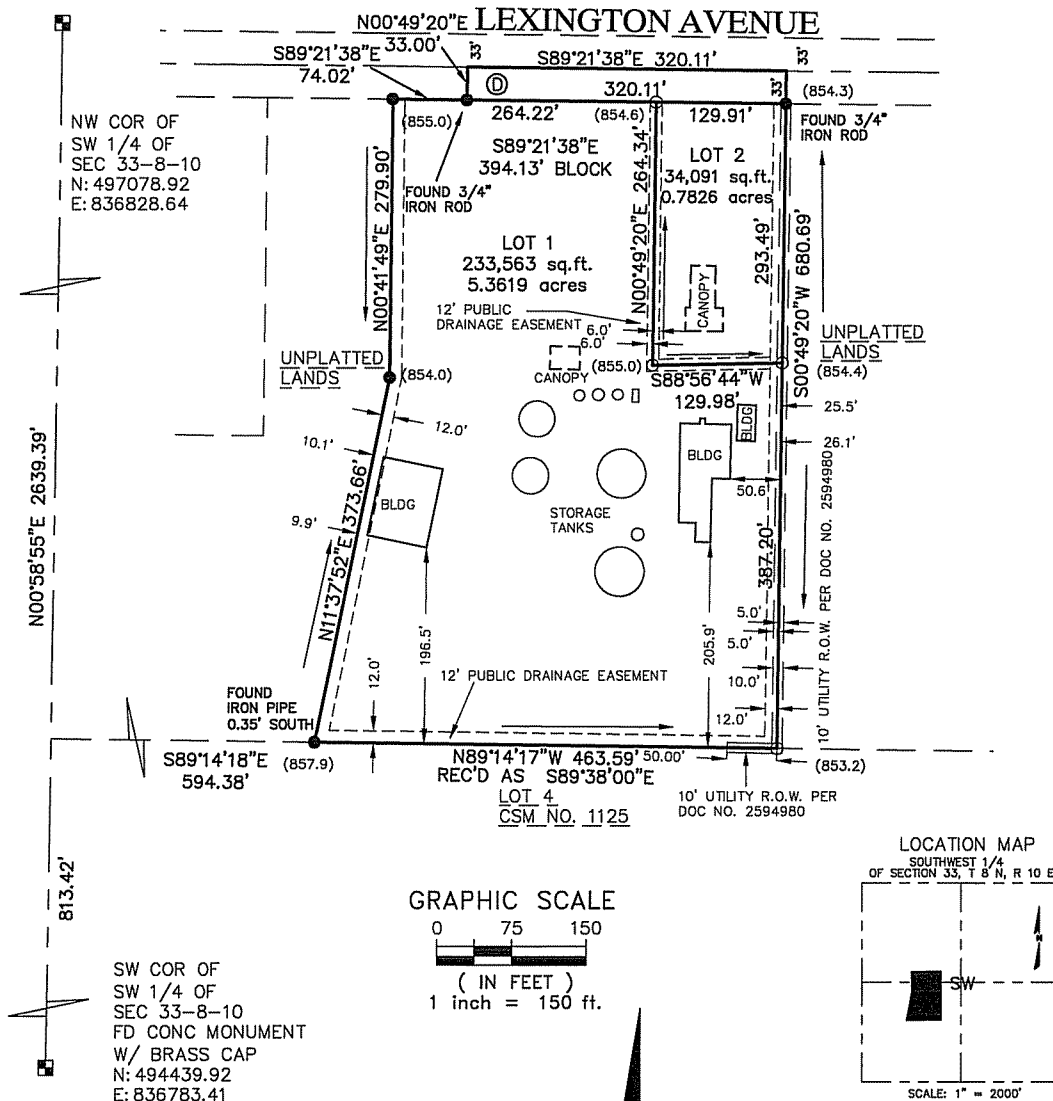 LEXINGTON AVENUE
N00°49'20"E
33.00'
33'
S89°21'38"E 320.11'
33'
S89°21'38"E
74.02'
D
320.11'
33'
(854.3)
(855.0)
264.22'
(854.6)
129.91'
FOUND 3/4"
IRON ROD
NW COR OF
SW 1/4 OF
SEC 33-8-10
N: 497078.92
E: 836828.64
S89°21'38"E
394.13' BLOCK
FOUND 3/4"
IRON ROD
LOT 2
34,091 sq.ft.
0.7826 acres
N00°41'49"E 279.90'
N00°49'20"E 264.34'
293.49'
S00°49'20"W 680.69'
LOT 1
233,563 sq.ft.
5.3619 acres
CANOPY
12' PUBLIC
DRAINAGE EASEMENT
6.0'
6.0'
UNPLATTED
LANDS
(854.4)
UNPLATTED
LANDS
(854.0)
(855.0)
CANOPY
S88°56'44"W
129.98'
25.5'
12.0'
BLDG
26.1'
10.1'
BLDG
BLDG
50.6
9.9'
STORAGE
TANKS
N00°58'55"E 2639.39'
N11°37'52"E 373.66'
387.20'
10' UTILITY R.O.W. PER DOC NO. 2594980
5.0'
5.0'
196.5'
205.9'
12.0'
12' PUBLIC DRAINAGE EASEMENT
10.0'
12.0'
FOUND
IRON PIPE
0.35' SOUTH
S89°14'18"E
594.38'
(857.9)
N89°14'17"W 463.59'
50.00'
(853.2)
REC'D AS S89°38'00"E
LOT 4
CSM NO. 1125
10' UTILITY R.O.W. PER
DOC NO. 2594980
813.42'
GRAPHIC SCALE
0 75 150
( IN FEET )
1 inch = 150 ft.
LOCATION MAP
SOUTHWEST 1/4
OF SECTION 33, T 8 N, R 10 E
N
SW
SCALE: 1" = 2000'
SW COR OF
SW 1/4 OF
SEC 33-8-10
FD CONC MONUMENT
W/ BRASS CAP
N: 494439.92
E: 836783.41